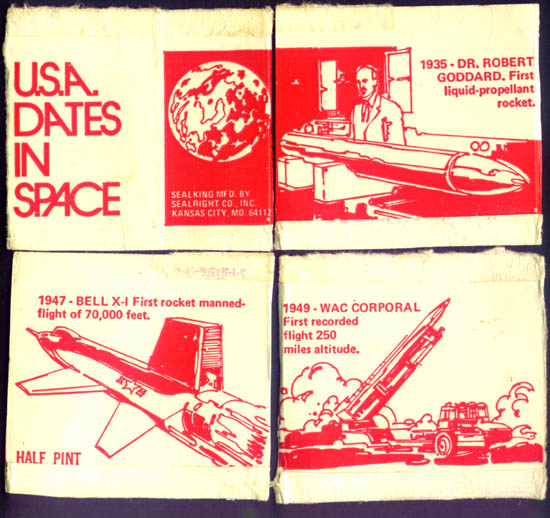 U.S.A.
DATES
IN
SPACE
SEALKING MFD. BY
SEALRIGHT CO., INC.
KANSAS CITY, MO. 64112
1935 - DR. ROBERT
GODDARD. First
liquid-propellant
rocket.
1947 - BELL X-I First rocket manned-
flight of 70,000 feet.
HALF PINT
1949 - WAC CORPORAL
First recorded
flight 250
miles altitude.